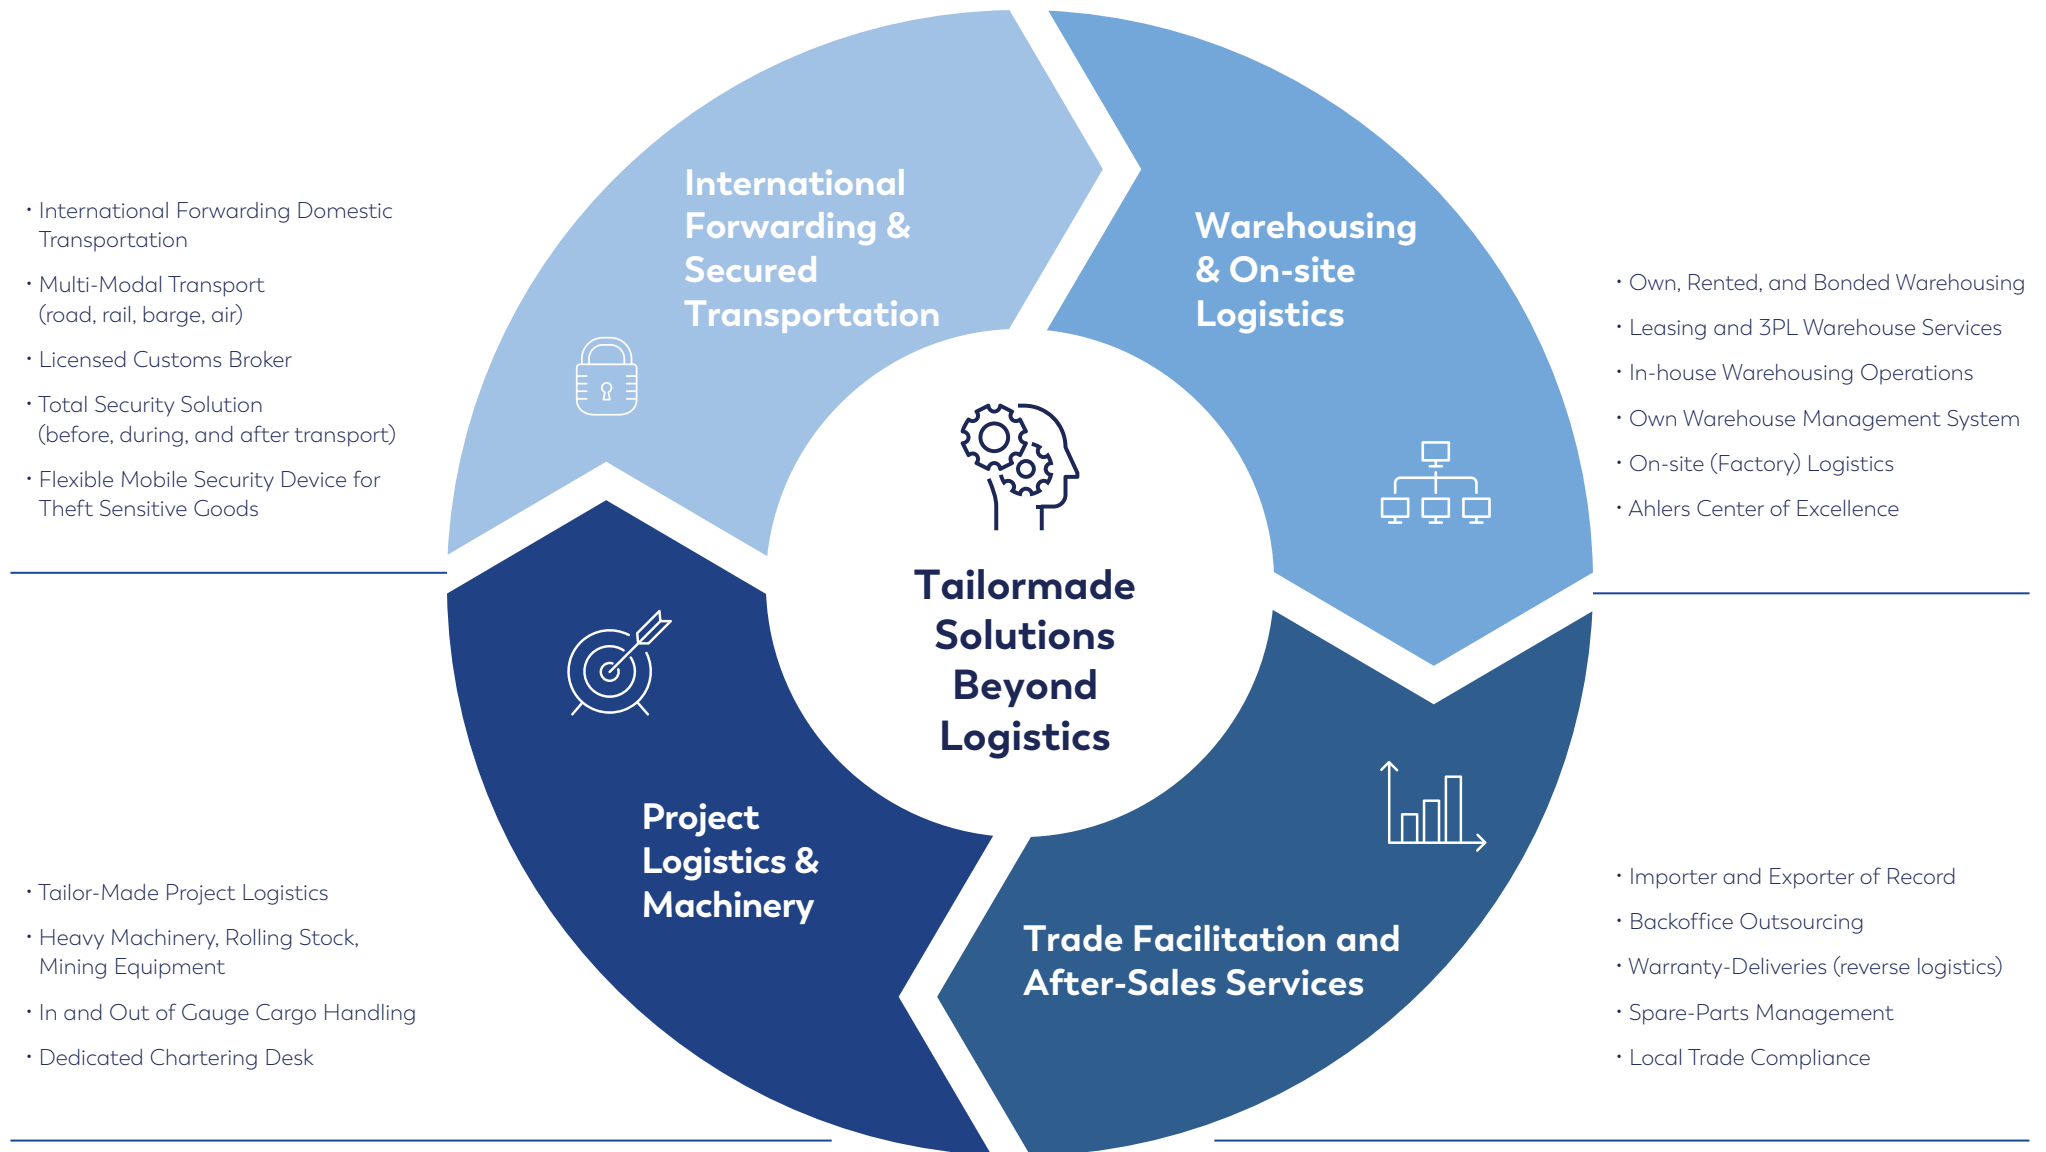 International
Forwarding &
Secured
Transportation
· International Forwarding Domestic
Transportation
· Multi-Modal Transport
(road, rail, barge, air)
· Licensed Customs Broker
· Total Security Solution
(before, during, and after transport)
· Flexible Mobile Security Device for
Theft Sensitive Goods
Warehousing
& On-site
Logistics
· Own, Rented, and Bonded Warehousing
· Leasing and 3PL Warehouse Services
· In-house Warehousing Operations
· Own Warehouse Management System
· On-site (Factory) Logistics
· Ahlers Center of Excellence
Tailormade
Solutions
Beyond
Logistics
Project
Logistics &
Machinery
· Tailor-Made Project Logistics
· Heavy Machinery, Rolling Stock,
Mining Equipment
· In and Out of Gauge Cargo Handling
· Dedicated Chartering Desk
Trade Facilitation and
After-Sales Services
· Importer and Exporter of Record
· Backoffice Outsourcing
· Warranty-Deliveries (reverse logistics)
· Spare-Parts Management
· Local Trade Compliance